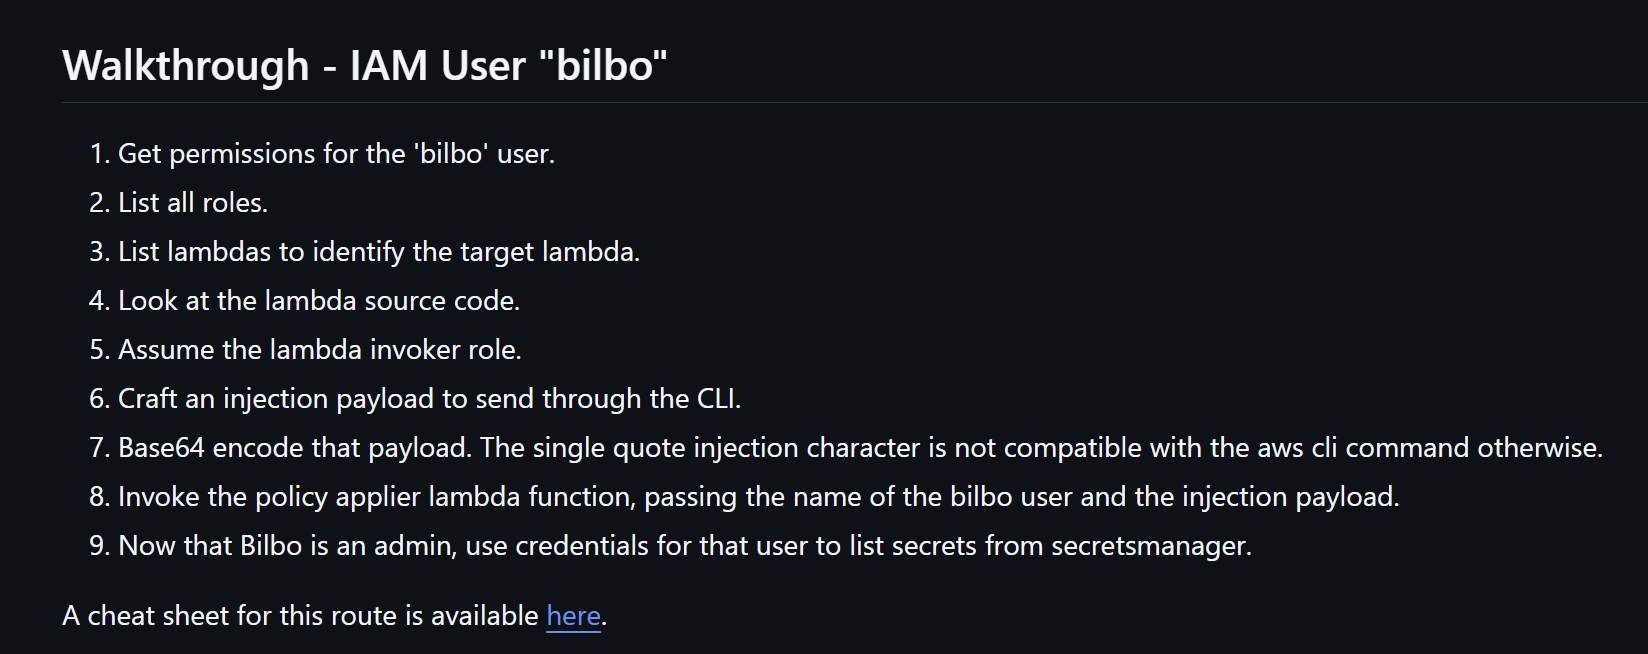 Walkthrough - IAM User "bilbo"
1. Get permissions for the 'bilbo' user.
2. List all roles.
3. List lambdas to identify the target lambda.
4. Look at the lambda source code.
5. Assume the lambda invoker role.
6. Craft an injection payload to send through the CLI.
7. Base64 encode that payload. The single quote injection character is not compatible with the aws cli command otherwise.
8. Invoke the policy applier lambda function, passing the name of the bilbo user and the injection payload.
9. Now that Bilbo is an admin, use credentials for that user to list secrets from secretsmanager.
A cheat sheet for this route is available here.